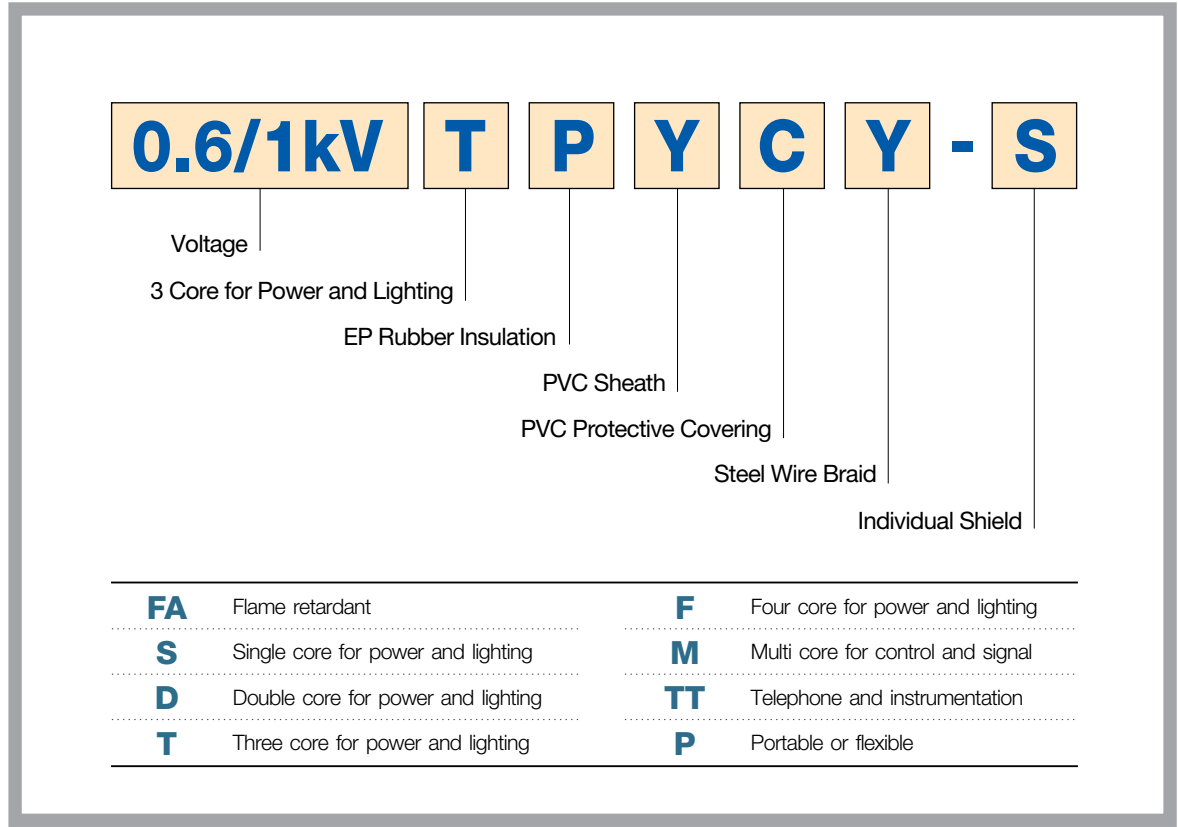 0.6/1kV T P Y C Y - S
Voltage
3 Core for Power and Lighting
EP Rubber Insulation
PVC Sheath
PVC Protective Covering
Steel Wire Braid
Individual Shield
FA Flame retardant
F Four core for power and lighting
S Single core for power and lighting
M Multi core for control and signal
D Double core for power and lighting
TT Telephone and instrumentation
T Three core for power and lighting
P Portable or flexible